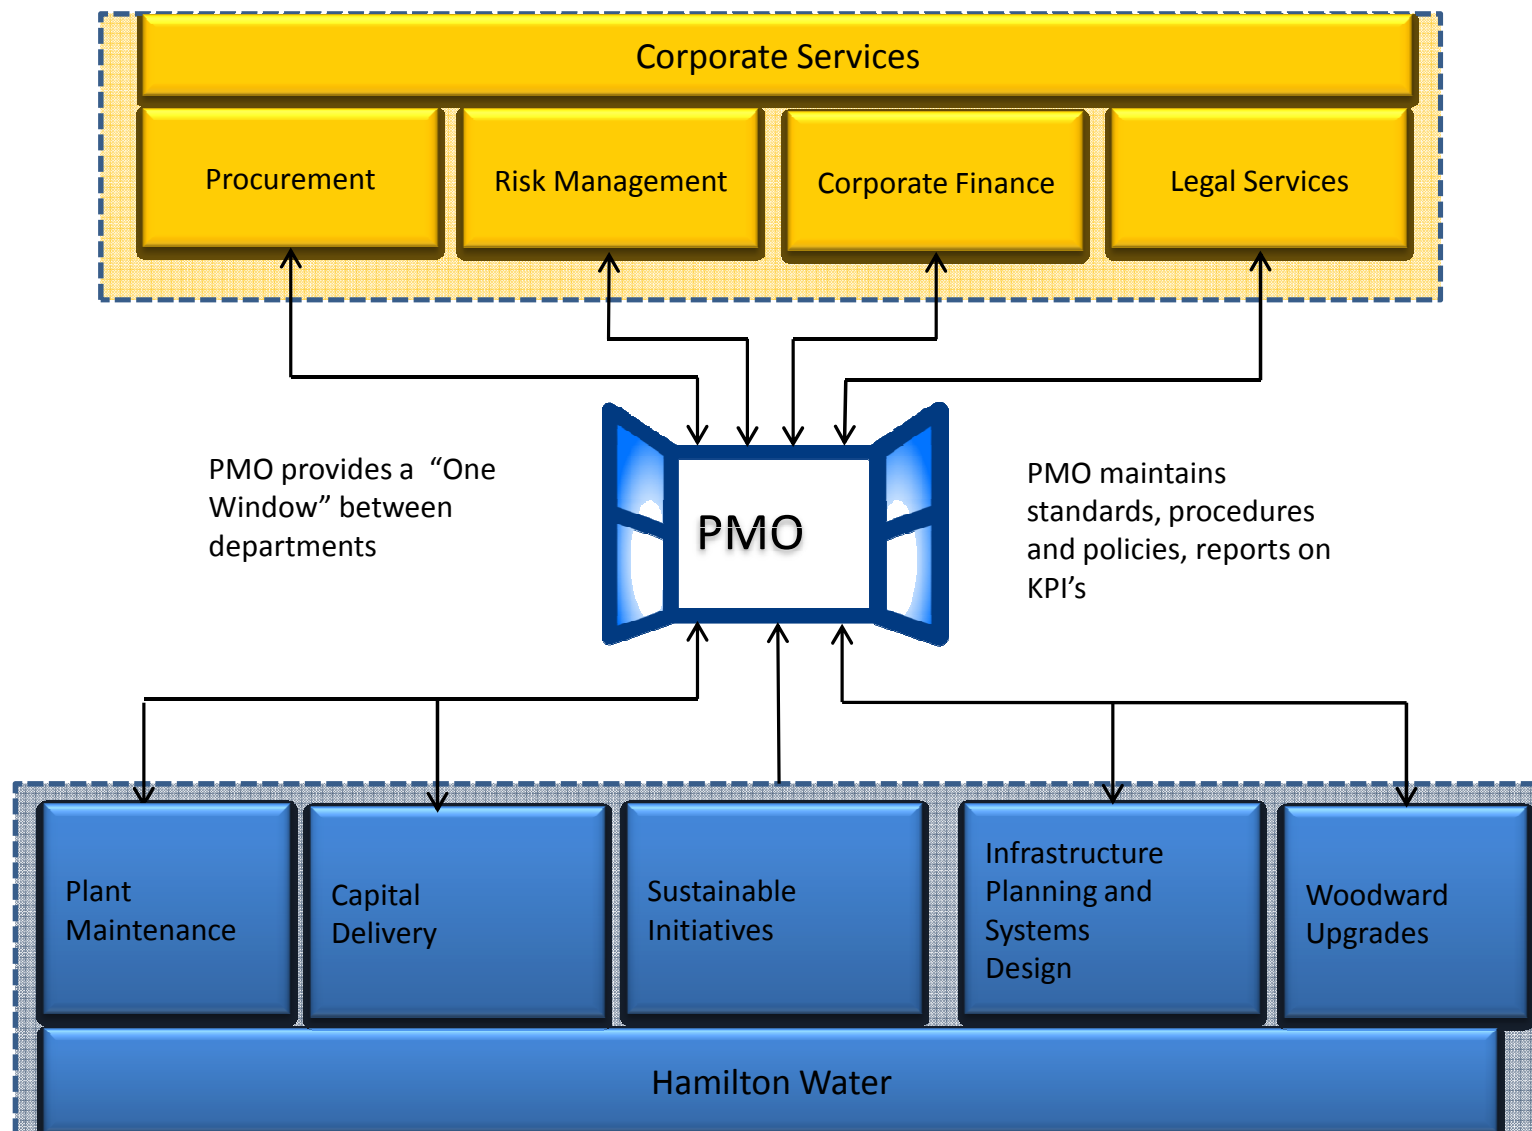 Corporate Services
Procurement
Risk Management
Corporate Finance
Legal Services
PMO provides a “One
Window” between
departments
PMO
PMO maintains
standards, procedures
and policies, reports on
KPI’s
Plant
Maintenance
Capital
Delivery
Sustainable
Initiatives
Infrastructure
Planning and
Systems
Design
Woodward
Upgrades
Hamilton Water